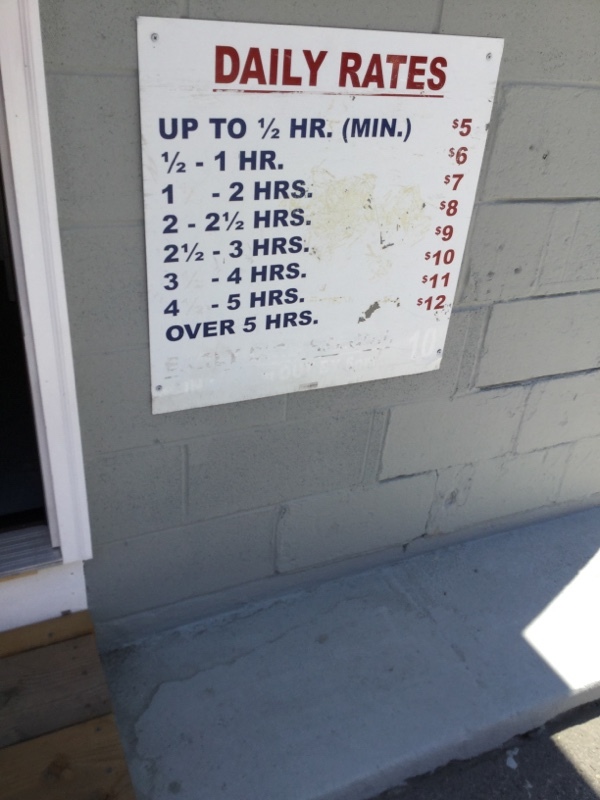 DAILY RATES
UP TO ½ HR. (MIN.) $5
½ - 1 HR. $6
1 - 2 HRS. $7
2 - 2½ HRS. $8
2½ - 3 HRS. $9
3 - 4 HRS. $10
4 - 5 HRS. $11
OVER 5 HRS. $12
10